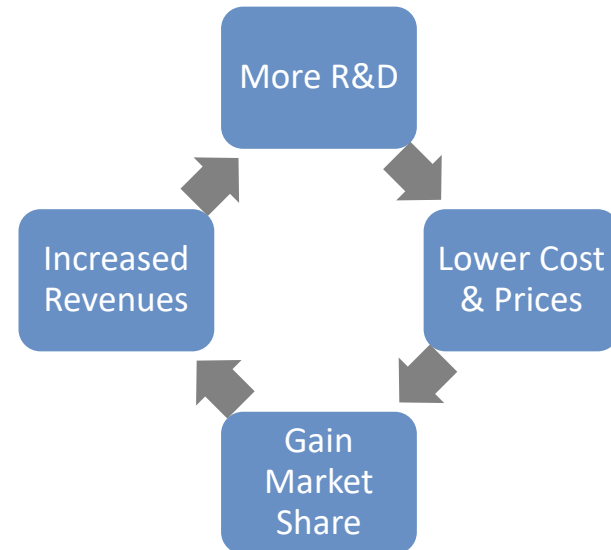 More R&D
Increased
Revenues
Lower Cost
& Prices
Gain
Market
Share